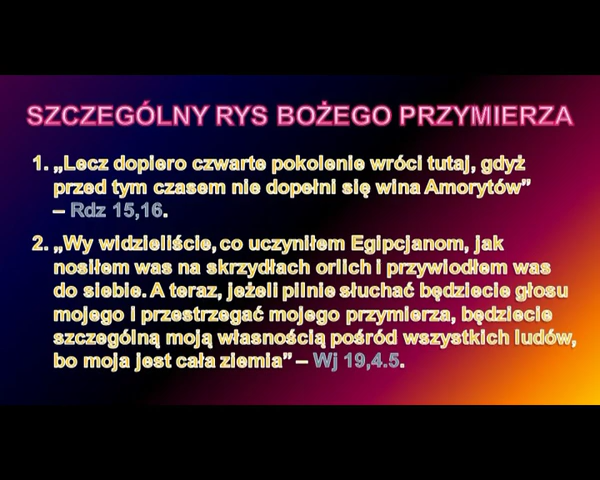 SZCZEGÓLNY RYS BOŻEGO PRZYMIERZA
1. „Lecz dopiero czwarte pokolenie wróci tutaj, gdyż
przed tym czasem nie dopełni się wina Amorytów”
– Rdz 15,16.
2. „Wy widzieliście, co uczyniłem Egipcjanom, jak
nosiłem was na skrzydłach orlich i przywiodłem was
do siebie. A teraz, jeżeli pilnie słuchać będziecie głosu
mojego i przestrzegać mojego przymierza, będziecie
szczególną moją własnością pośród wszystkich ludów,
bo moja jest cała ziemia” – Wj 19,4.5.